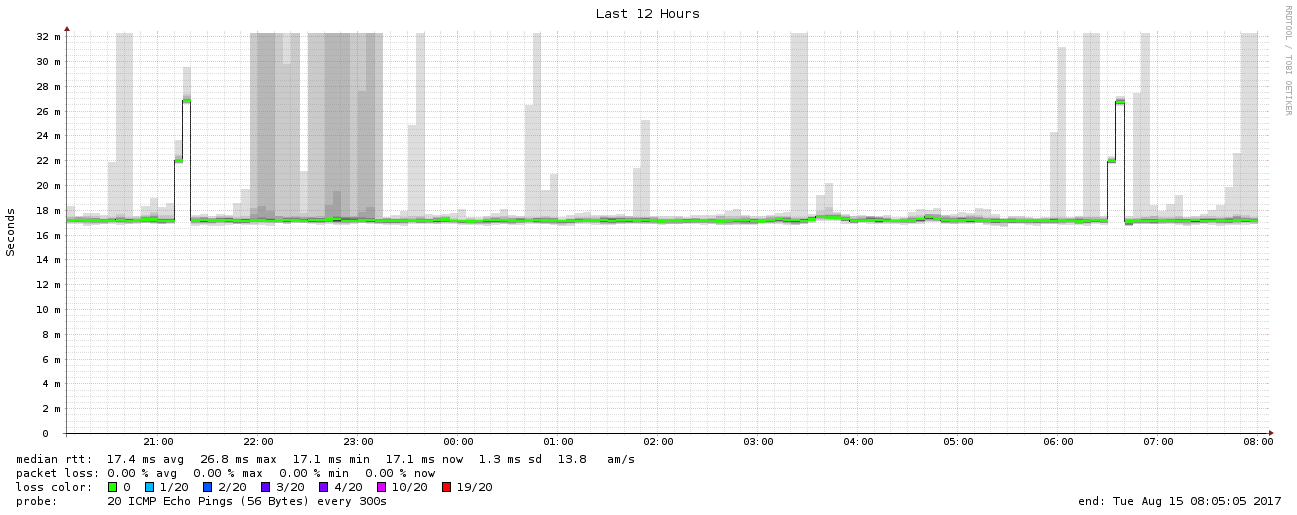 Last 12 Hours
RRDTOOL / TOBI OETIKER
Seconds
32 m
30 m
28 m
26 m
24 m
22 m
20 m
18 m
16 m
14 m
12 m
10 m
8 m
6 m
4 m
2 m
0
21:00 22:00 23:00 00:00 01:00 02:00 03:00 04:00 05:00 06:00 07:00 08:00
median rtt: 17.4 ms avg 26.8 ms max 17.1 ms min 17.1 ms now 1.3 ms sd 13.8 am/s
packet loss: 0.00 % avg 0.00 % max 0.00 % min 0.00 % now
loss color: 0 1/20 2/20 3/20 4/20 10/20 19/20
probe: 20 ICMP Echo Pings (56 Bytes) every 300s end: Tue Aug 15 08:05:05 2017